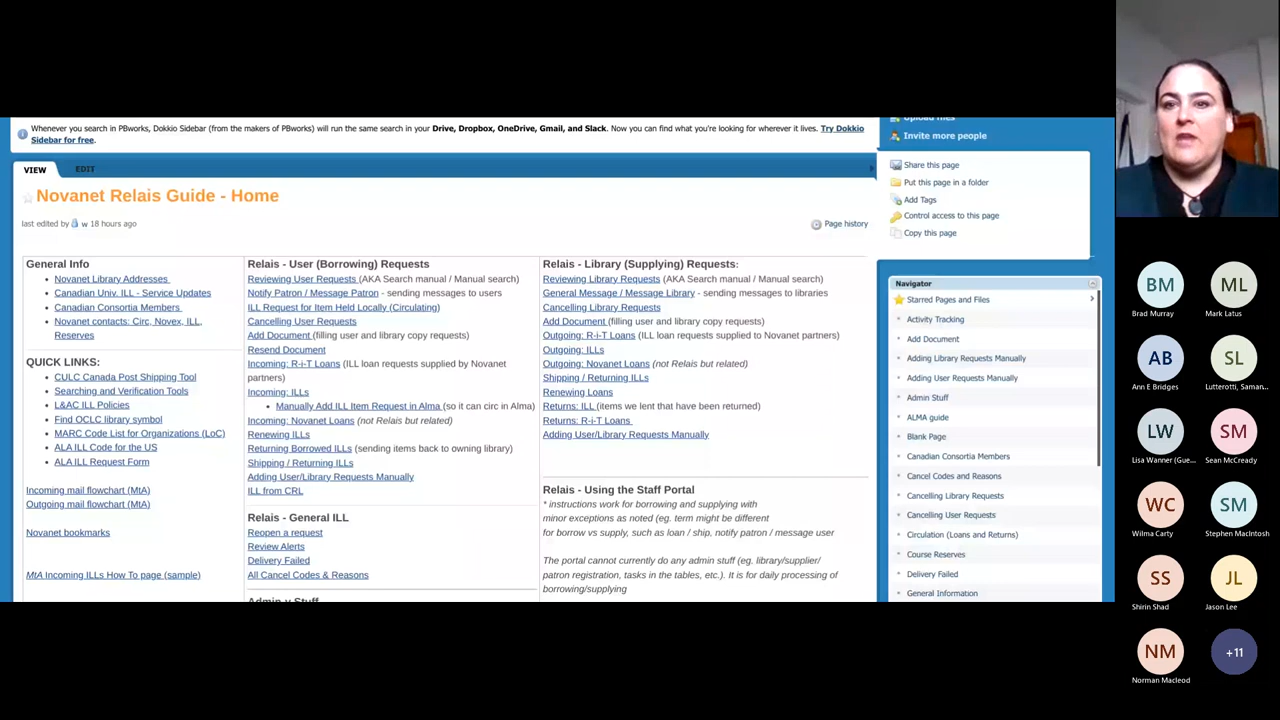 Whenever you search in PBworks, Dokkio Sidebar (from the makers of PBworks) will run the same search in your Drive, Dropbox, OneDrive, Gmail, and Slack. Now you can find what you're looking for wherever it lives. Try Dokkio
Sidebar for free.
VIEW
EDIT
Novanet Relais Guide - Home
last edited by w 18 hours ago
Page history
General Info
Novanet Library Addresses
Canadian Univ. ILL - Service Updates
Canadian Consortia Members
Novanet contacts: Circ, Novex, ILL,
Reserves
QUICK LINKS:
CULC Canada Post Shipping Tool
Searching and Verification Tools
L&AC ILL Policies
Find OCLC library symbol
MARC Code List for Organizations (LoC)
ALA ILL Code for the US
ALA ILL Request Form
Incoming mail flowchart (MtA)
Outgoing mail flowchart (MtA)
Novanet bookmarks
MtA Incoming ILLs How To page (sample)
Relais - User (Borrowing) Requests
Reviewing User Requests (AKA Search manual / Manual search)
Notify Patron / Message Patron - sending messages to users
ILL Request for Item Held Locally (Circulating)
Cancelling User Requests
Add Document (filling user and library copy requests)
Resend Document
Incoming: R-i-T Loans (ILL loan requests supplied by Novanet
partners)
Incoming: ILLs
Manually Add ILL Item Request in Alma (so it can circ in Alma)
Incoming: Novanet Loans (not Relais but related)
Renewing ILLs
Returning Borrowed ILLs (sending items back to owning library)
Shipping / Returning ILLs
Adding User/Library Requests Manually
ILL from CRL
Relais - General ILL
Reopen a request
Review Alerts
Delivery Failed
All Cancel Codes & Reasons
Relais - Library (Supplying) Requests:
Reviewing Library Requests (AKA Search manual / Manual search)
General Message / Message Library - sending messages to libraries
Cancelling Library Requests
Add Document (filling user and library copy requests)
Outgoing: R-i-T Loans (ILL loan requests supplied to Novanet partners)
Outgoing: ILLs
Outgoing: Novanet Loans (not Relais but related)
Shipping / Returning ILLs
Renewing Loans
Returns: ILL (items we lent that have been returned)
Returns: R-i-T Loans
Adding User/Library Requests Manually
Relais - Using the Staff Portal
* instructions work for borrowing and supplying with
minor exceptions as noted (eg. term might be different
for borrow vs supply, such as loan / ship, notify patron / message user
The portal cannot currently do any admin stuff (eg. library/supplier/
patron registration, tasks in the tables, etc.). It is for daily processing of
borrowing/supplying
Invite more people
Share this page
Put this page in a folder
Add Tags
Control access to this page
Copy this page
Navigator
Starred Pages and Files
Activity Tracking
Add Document
Adding Library Requests Manually
Adding User Requests Manually
Admin Stuff
ALMA guide
Blank Page
Canadian Consortia Members
Cancel Codes and Reasons
Cancelling Library Requests
Cancelling User Requests
Circulation (Loans and Returns)
Course Reserves
Delivery Failed
General Information
BM
Brad Murray
ML
Mark Latus
AB
Ann E Bridges
SL
Lutterotti, Saman...
LW
Lisa Wanner (Gue...
SM
Sean McCready
WC
Wilma Carty
SM
Stephen MacIntosh
SS
Shirin Shad
JL
Jason Lee
NM
Norman Macleod
+11